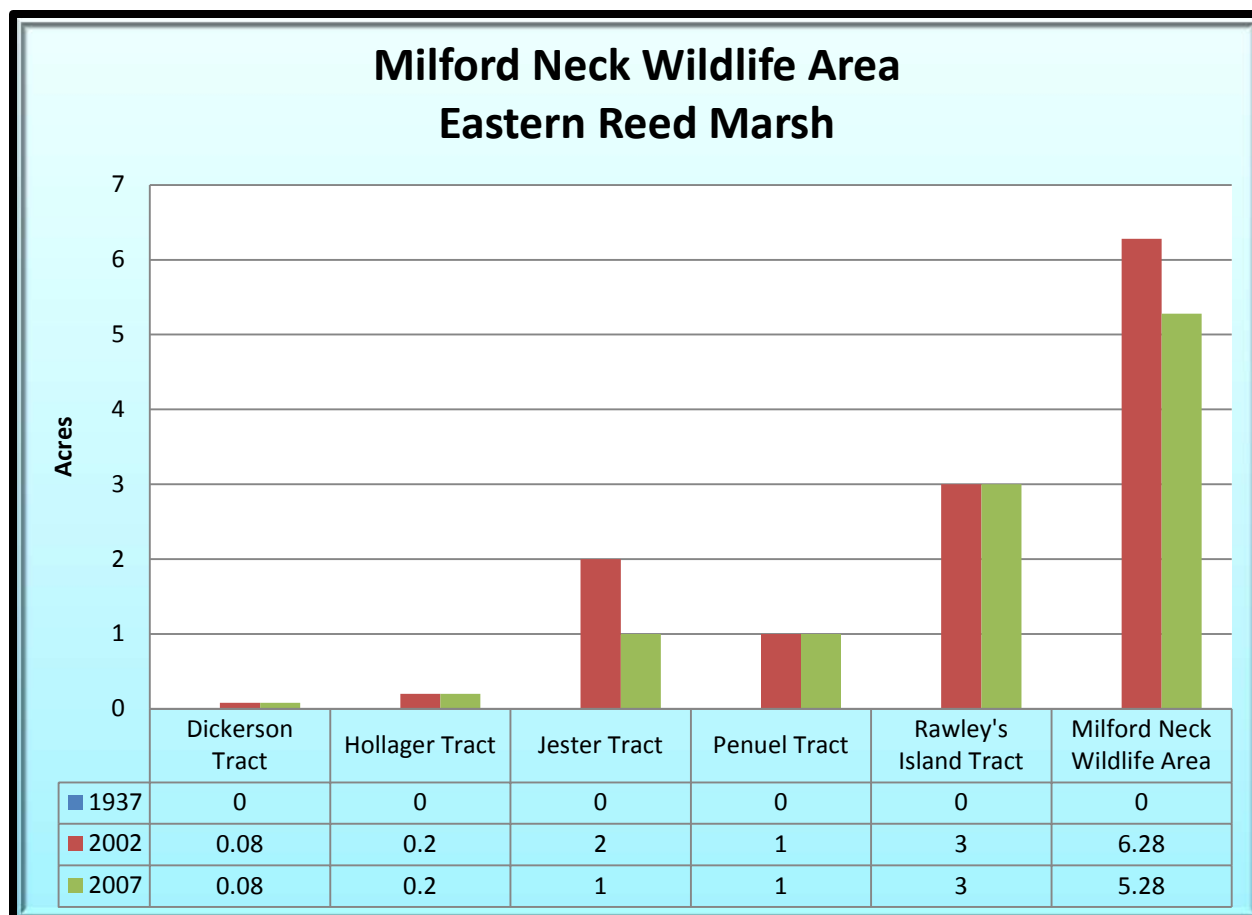 Milford Neck Wildlife Area
Eastern Reed Marsh
7
6
5
4
3
2
1
0
Acres
Dickerson
Tract
Hollager Tract
Jester Tract
Penuel Tract
Rawley's
Island Tract
Milford Neck
Wildlife Area
1937 0 0 0 0 0 0
2002 0.08 0.2 2 1 3 6.28
2007 0.08 0.2 1 1 3 5.28